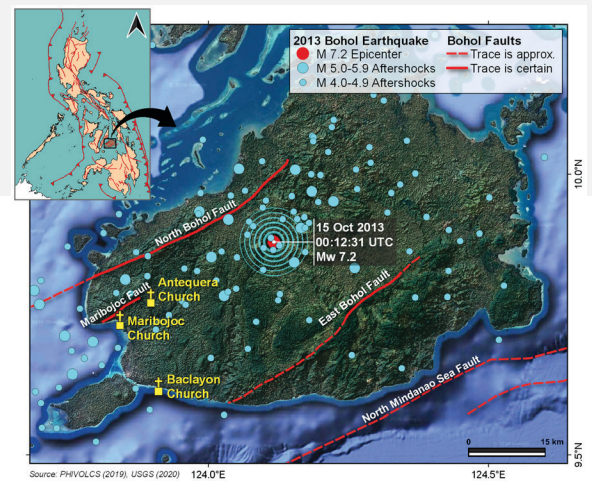 2013 Bohol Earthquake
M 7.2 Epicenter
M 5.0-5.9 Aftershocks
M 4.0-4.9 Aftershocks
Bohol Faults
Trace is approx.
Trace is certain
10.0°N
North Bohol Fault
15 Oct 2013
00:12:31 UTC
Mw 7.2
Antequera
Church
Maribojoc Fault
Maribojoc
Church
East Bohol Fault
Baclayon
Church
North Mindanao Sea Fault
0 15 km
9.5°N
Source: PHIVOLCS (2019), USGS (2020)
124.0°E
124.5°E